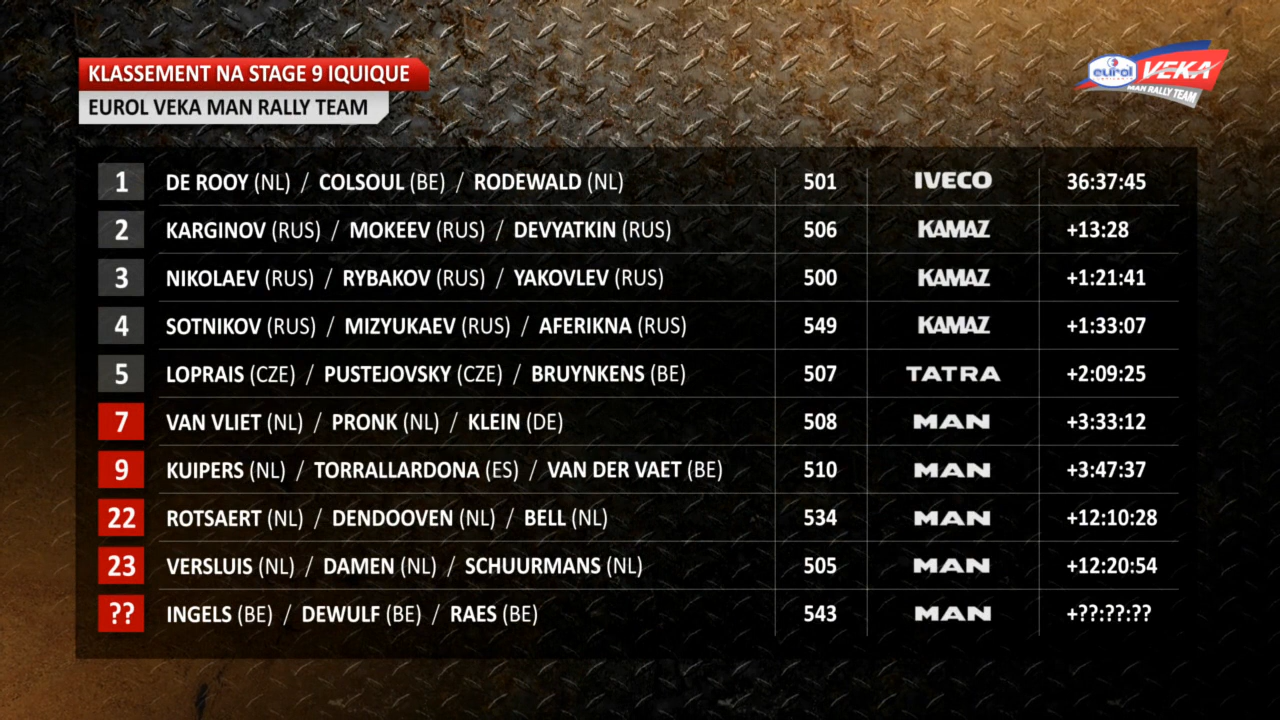 KLASSEMENT NA STAGE 9 IQUIQUE
EUROL VEKA MAN RALLY TEAM
eurol VEKA
MAN RALLY TEAM
1 DE ROOY (NL) / COLSOUL (BE) / RODEWALD (NL) 501 IVECO 36:37:45
2 KARGINOV (RUS) / MOKEEV (RUS) / DEVYATKIN (RUS) 506 KAMAZ +13:28
3 NIKOLAEV (RUS) / RYBAKOV (RUS) / YAKOVLEV (RUS) 500 KAMAZ +1:21:41
4 SOTNIKOV (RUS) / MIZYUKAEV (RUS) / AFERIKNA (RUS) 549 KAMAZ +1:33:07
5 LOPRAIS (CZE) / PUSTEJOVSKY (CZE) / BRUYNKENS (BE) 507 TATRA +2:09:25
7 VAN VLIET (NL) / PRONK (NL) / KLEIN (DE) 508 MAN +3:33:12
9 KUIPERS (NL) / TORRALLARDONA (ES) / VAN DER VAET (BE) 510 MAN +3:47:37
22 ROTSAERT (NL) / DENDOOVEN (NL) / BELL (NL) 534 MAN +12:10:28
23 VERSLUIS (NL) / DAMEN (NL) / SCHUURMANS (NL) 505 MAN +12:20:54
?? INGELS (BE) / DEWULF (BE) / RAES (BE) 543 MAN +??:??:??